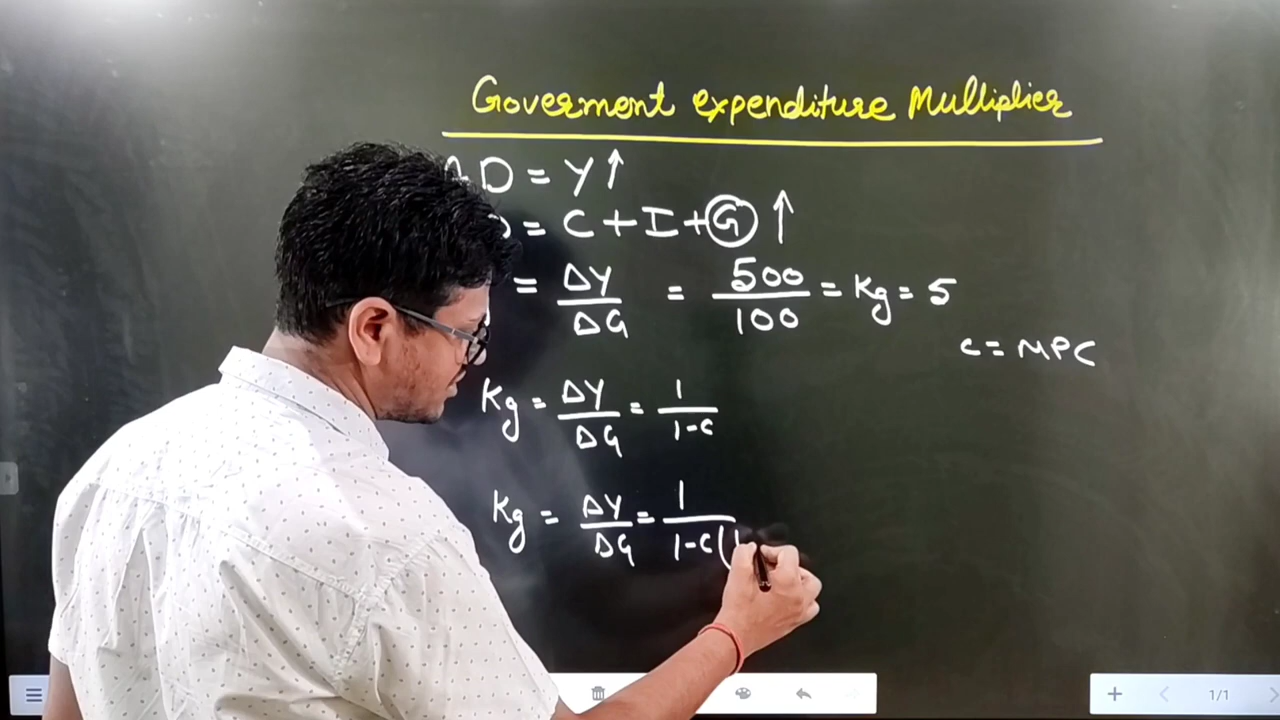 Goverment expenditure Multiplier
AD = Y↑
D = C + I + G ↑
= ΔY/ΔG = 500/100 = Kg = 5
c = MPC
Kg = ΔY/ΔG = 1/1-c
Kg = ΔY/ΔG = 1/1-c(1
1/1